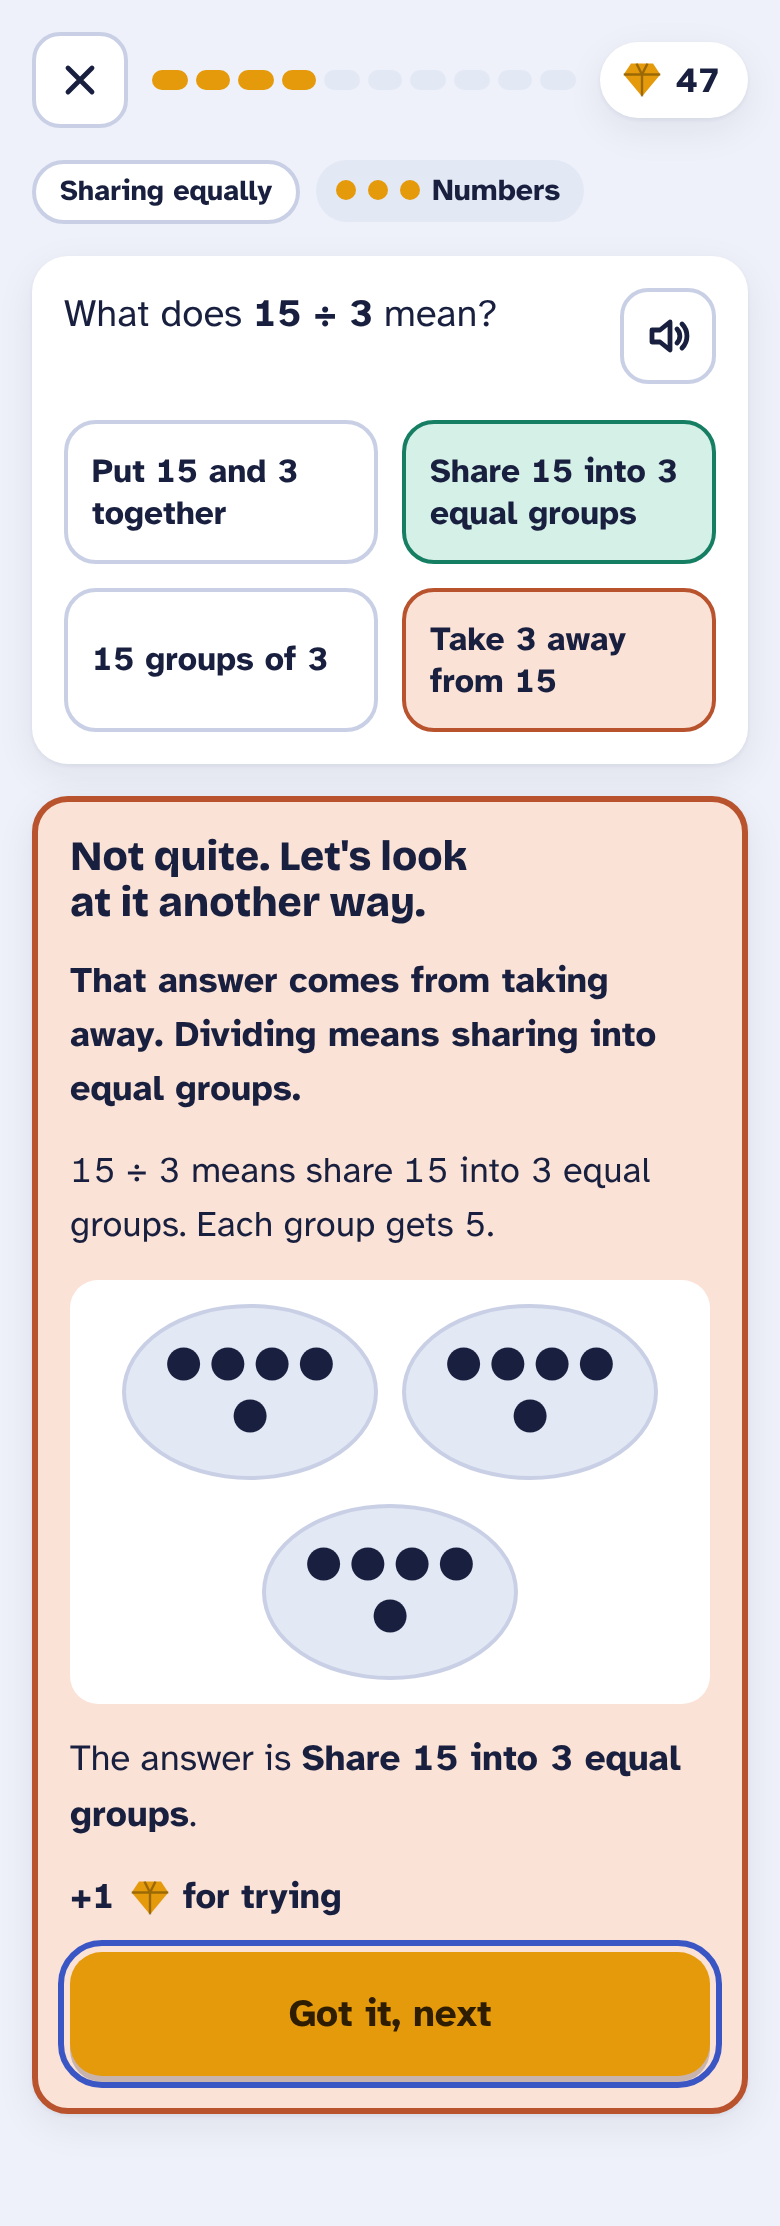 47
Sharing equally
Numbers
What does 15 ÷ 3 mean?
Put 15 and 3
together
Share 15 into 3
equal groups
15 groups of 3
Take 3 away
from 15
Not quite. Let's look
at it another way.
That answer comes from taking
away. Dividing means sharing into
equal groups.
15 ÷ 3 means share 15 into 3 equal
groups. Each group gets 5.
The answer is Share 15 into 3 equal
groups.
+1 for trying
Got it, next